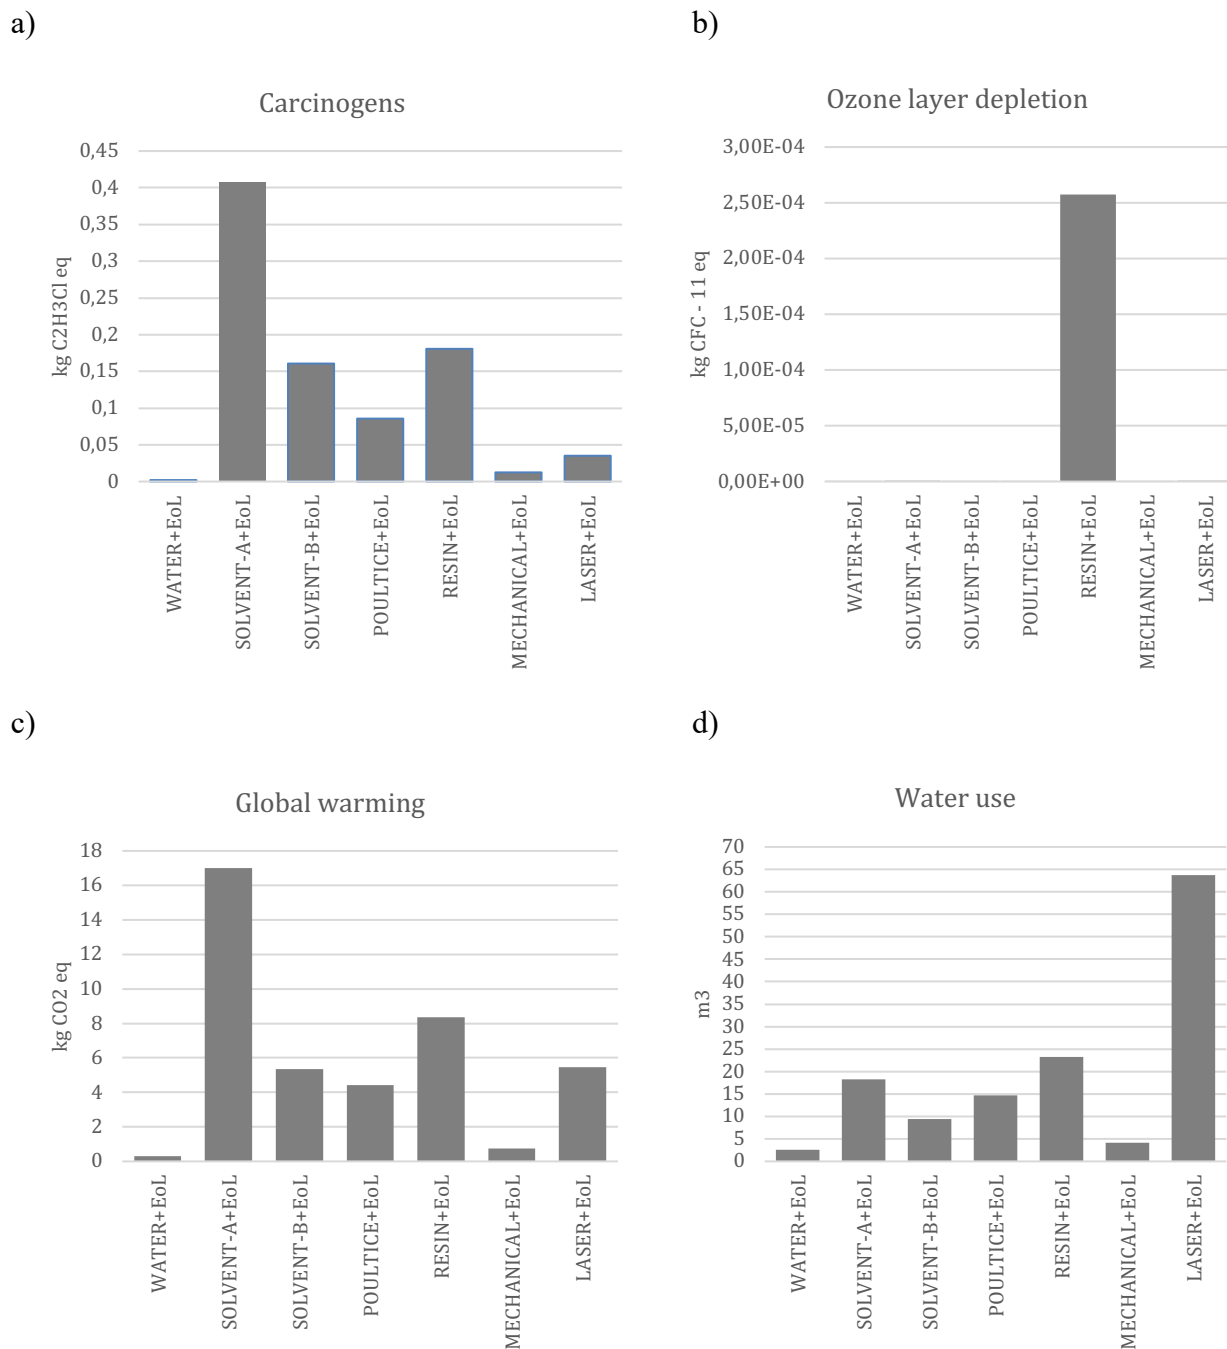 a)
Carcinogens
kg C2H3Cl eq
0,45
0,4
0,35
0,3
0,25
0,2
0,15
0,1
0,05
0
WATER+EoL
SOLVENT-A+EoL
SOLVENT-B+EoL
POULTICE+EoL
RESIN+EoL
MECHANICAL+EoL
LASER+EoL
b)
Ozone layer depletion
kg CFC - 11 eq
3,00E-04
2,50E-04
2,00E-04
1,50E-04
1,00E-04
5,00E-05
0,00E+00
WATER+EoL
SOLVENT-A+EoL
SOLVENT-B+EoL
POULTICE+EoL
RESIN+EoL
MECHANICAL+EoL
LASER+EoL
c)
Global warming
kg CO2 eq
18
16
14
12
10
8
6
4
2
0
WATER+EoL
SOLVENT-A+EoL
SOLVENT-B+EoL
POULTICE+EoL
RESIN+EoL
MECHANICAL+EoL
LASER+EoL
d)
Water use
m3
70
65
60
55
50
45
40
35
30
25
20
15
10
5
0
WATER+EoL
SOLVENT-A+EoL
SOLVENT-B+EoL
POULTICE+EoL
RESIN+EoL
MECHANICAL+EoL
LASER+EoL